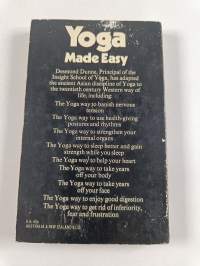 Yoga
Made Easy
Desmond Dunne, Principal of the
Insight School of Yoga, has adapted
the ancient Asian discipline of Yoga to
the twentieth century Western way of
life, including:
The Yoga way to banish nervous
tension
The Yoga way to use health-giving
postures and rhythms
The Yoga way to strengthen your
internal organs
The Yoga way to sleep better and gain
strength while you sleep
The Yoga way to help your heart
The Yoga way to take years
off your body
The Yoga way to take years
off your face
The Yoga way to enjoy good digestion
The Yoga way to get rid of inferiority,
fear and frustration